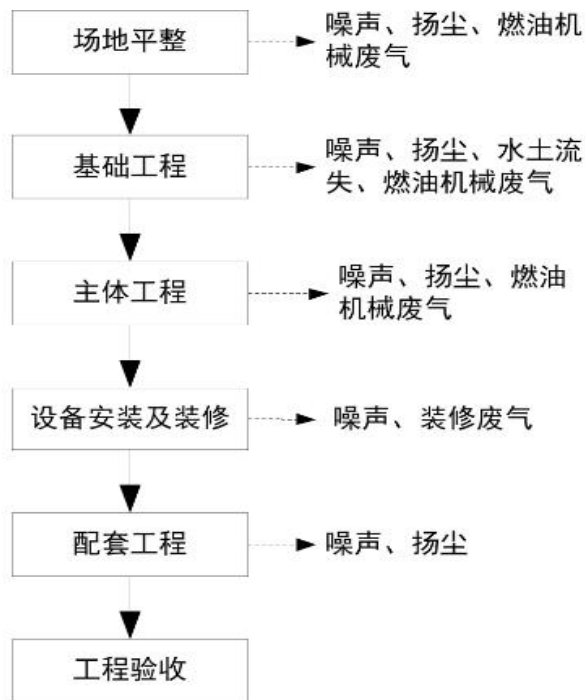 场地平整
噪声、扬尘、燃油机
械废气
基础工程
噪声、扬尘、水土流
失、燃油机械废气
主体工程
噪声、扬尘、燃油
机械废气
设备安装及装修
噪声、装修废气
配套工程
噪声、扬尘
工程验收